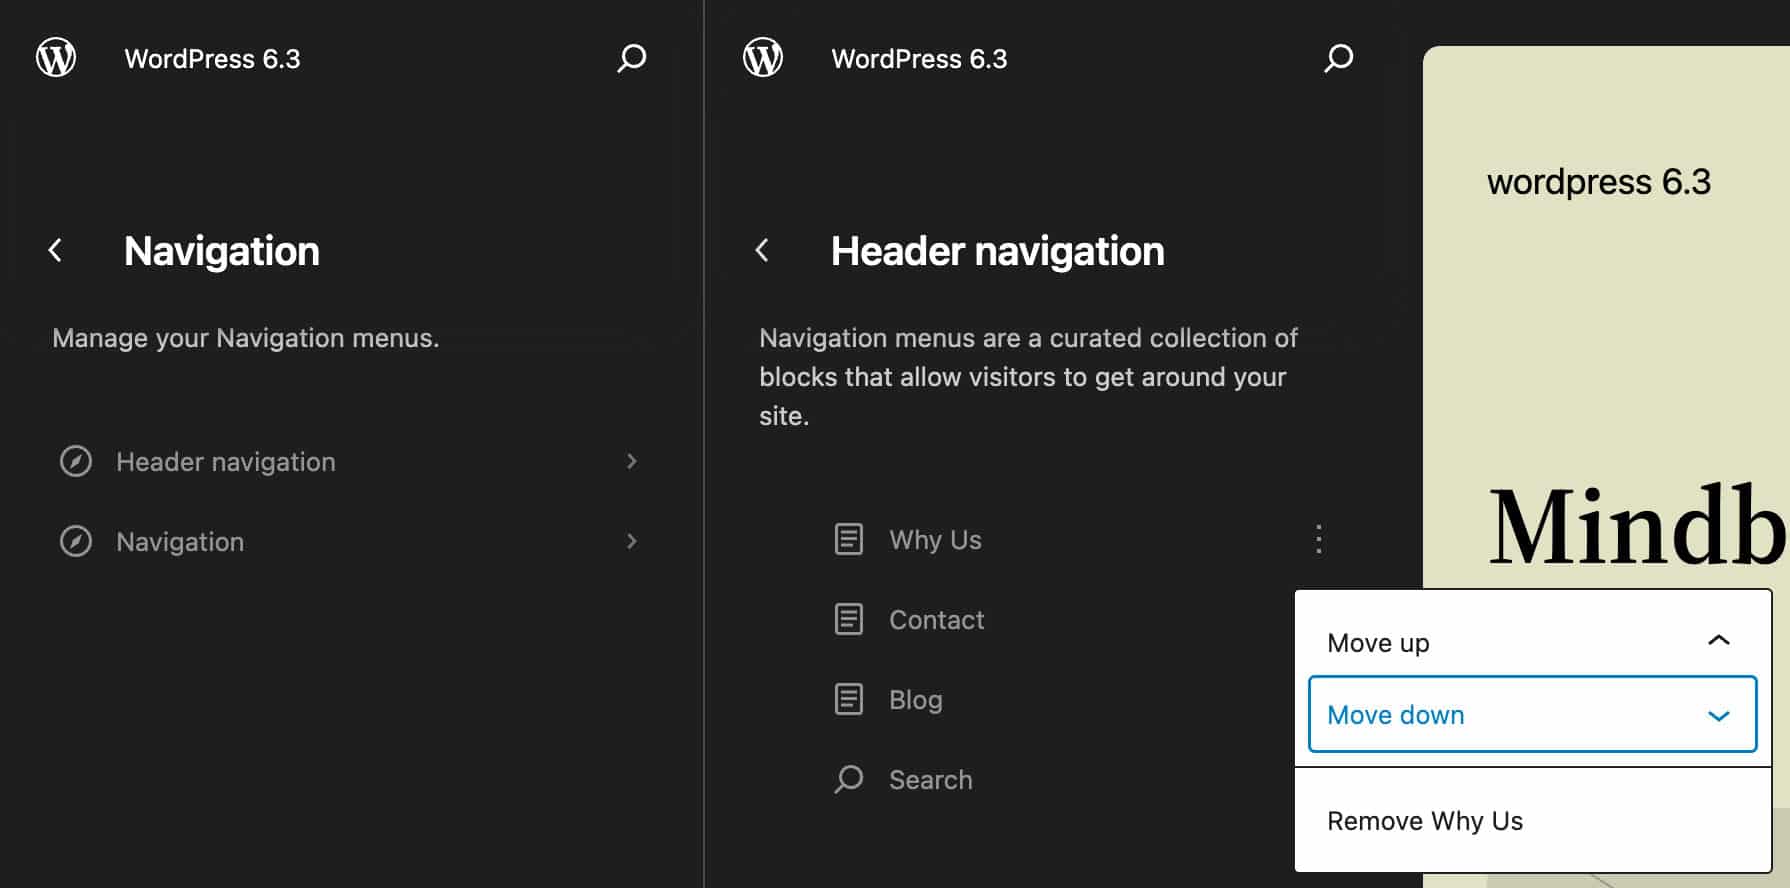 WordPress 6.3
Navigation
Manage your Navigation menus.
Header navigation
Navigation
WordPress 6.3
Header navigation
Navigation menus are a curated collection of
blocks that allow visitors to get around your
site.
Why Us
Contact
Blog
Search
Move up
Move down
Remove Why Us
wordpress 6.3